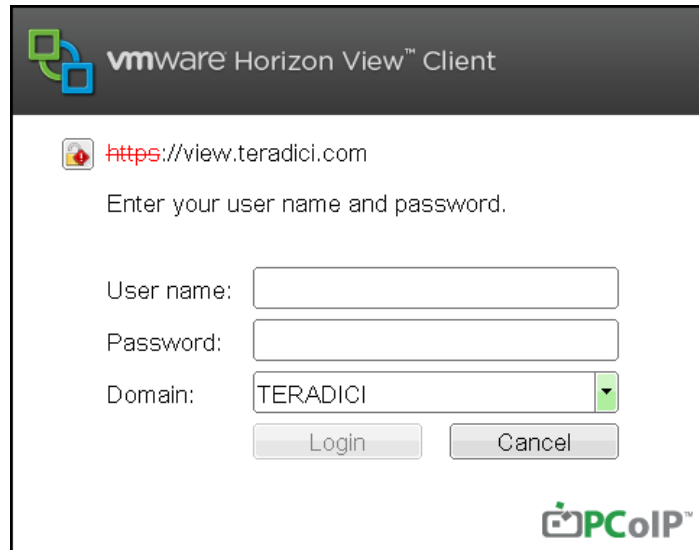 vmware Horizon View™ Client
https://view.teradici.com
Enter your user name and password.
User name:
Password:
Domain: TERADICI
Login Cancel
PCoIP™